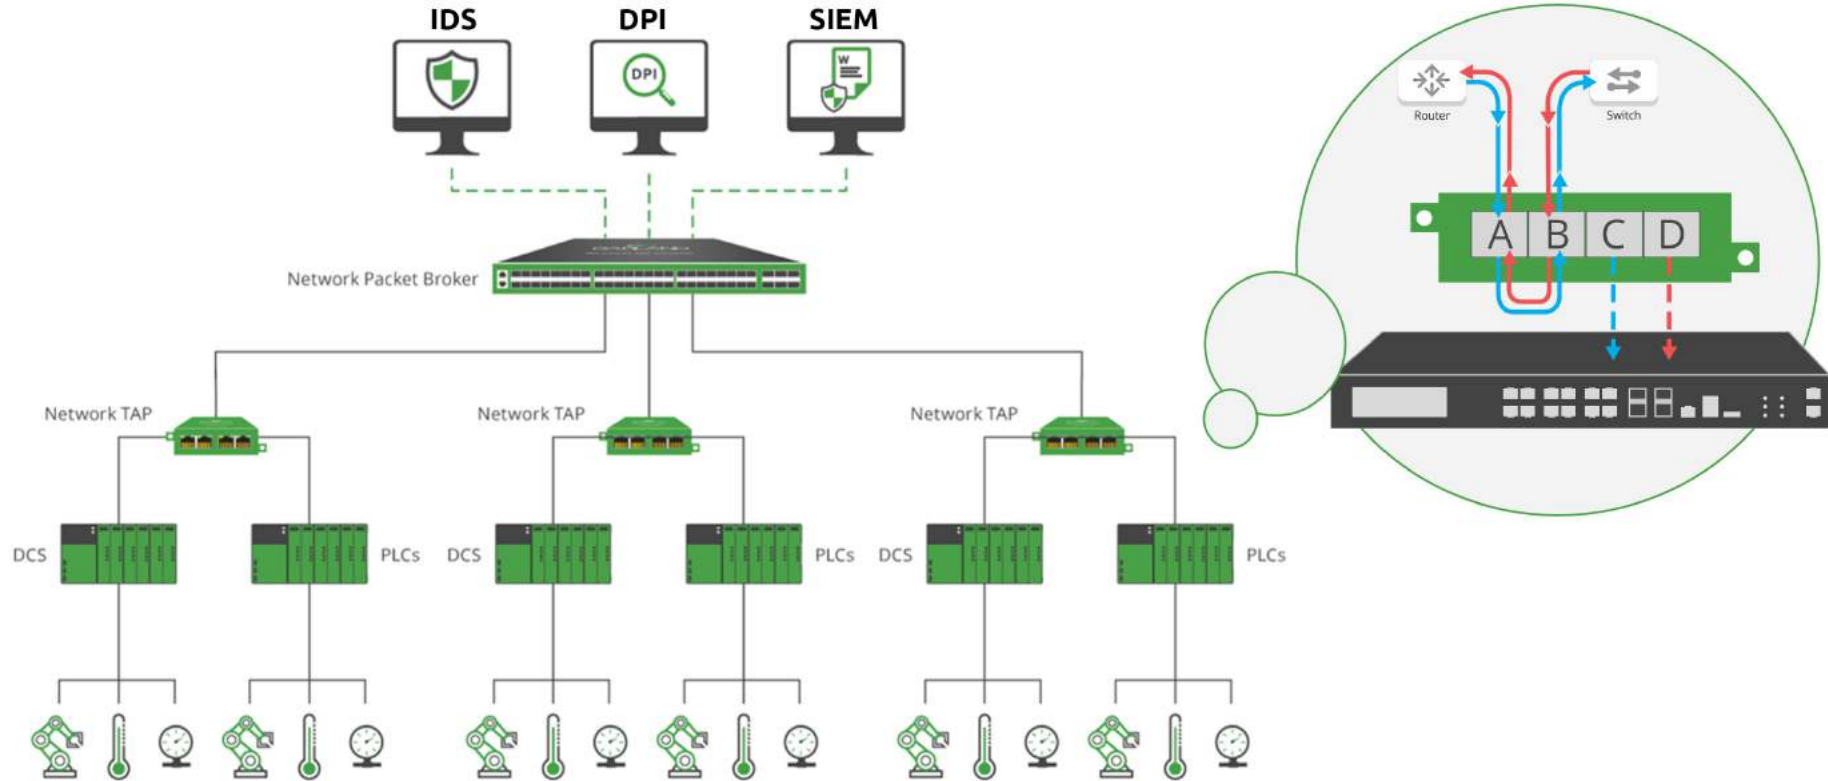 IDS
DPI
SIEM
DPI
W
Router
Switch
A B C D
Network Packet Broker
Network TAP
Network TAP
Network TAP
DCS
PLCs
DCS
PLCs
DCS
PLCs